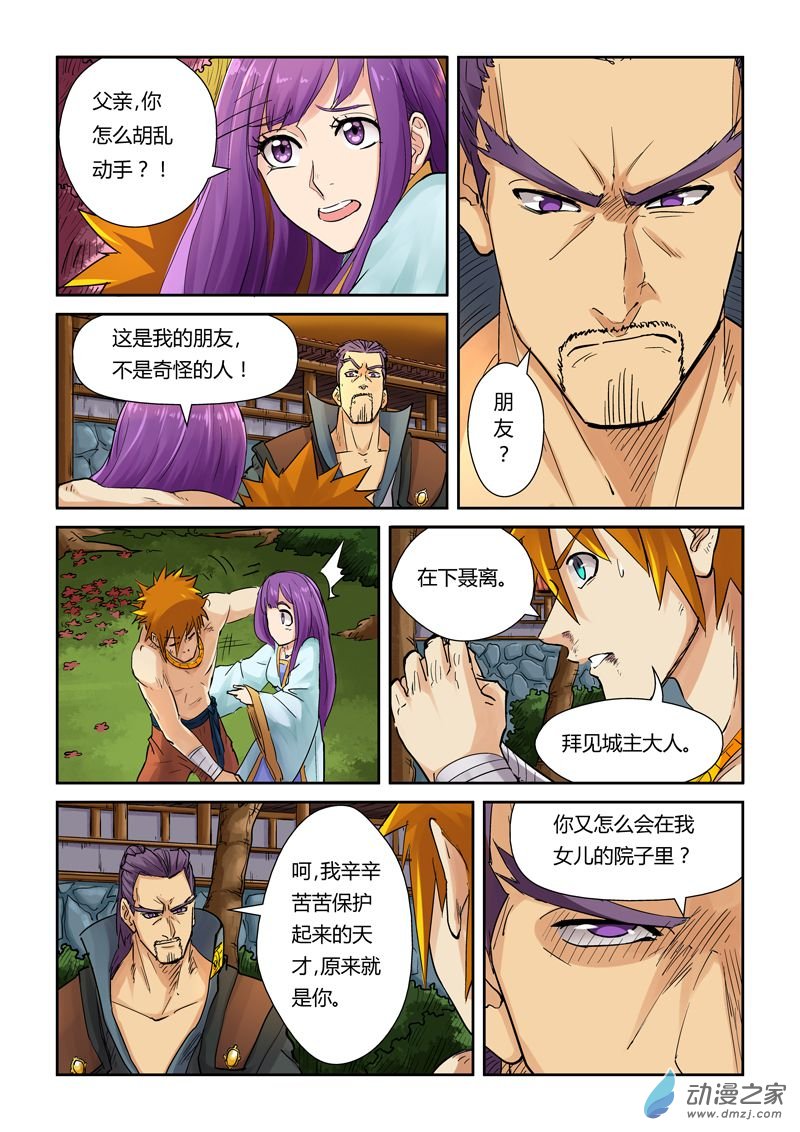 父亲，你
怎么胡乱
动手？！
这是我的朋友，
不是奇怪的人！
朋
友
？
在下聂离。
拜见城主大人。
呵，我辛辛
苦苦保护
起来的天
才，原来就
是你。
你又怎么会在我
女儿的院子里？
动漫之家
www.dmzj.com